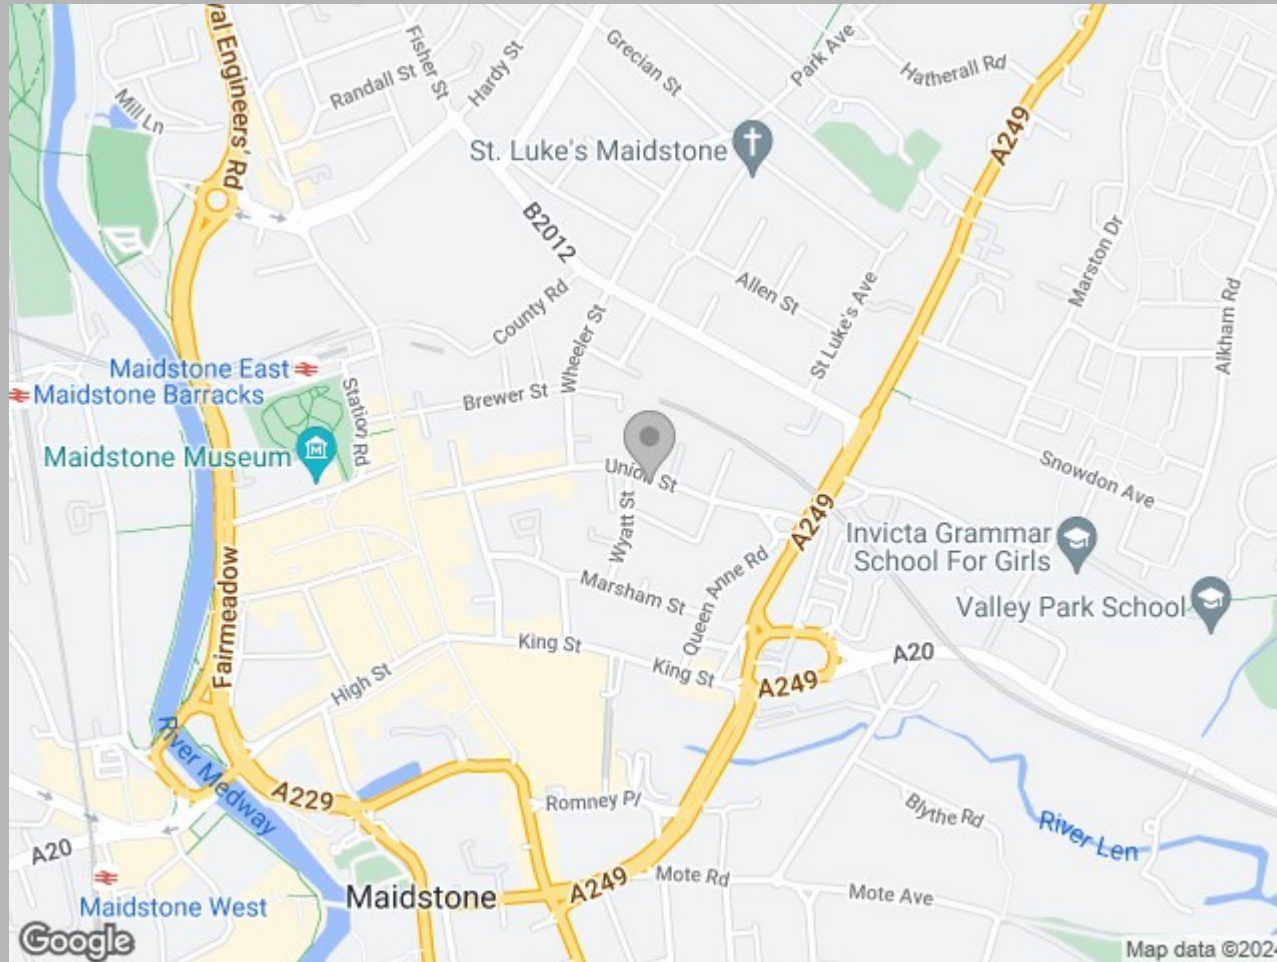 val Engineers' Rd
Fisher St
Hardy St
Grecian St
Park Ave
Hatherall Rd
Randall St
Mill Ln
A249
St. Luke's Maidstone
B2012
Marston Dr
Allen St
St Luke's Ave
County Rd
Alkham Rd
Wheeler St
Maidstone East
Maidstone Barracks
Station Rd
Brewer St
Maidstone Museum
Union St
Snowdon Ave
Wyatt St
A249
Invicta Grammar
School For Girls
Queen Anne Rd
Marsham St
Valley Park School
Fairmeadow
King St
King St
A20
High St
A249
River Medway
A229
Romney Pl
Blythe Rd
River Len
A20
Mote Rd
A249
Mote Ave
Maidstone
Maidstone West
Google
Map data ©2024